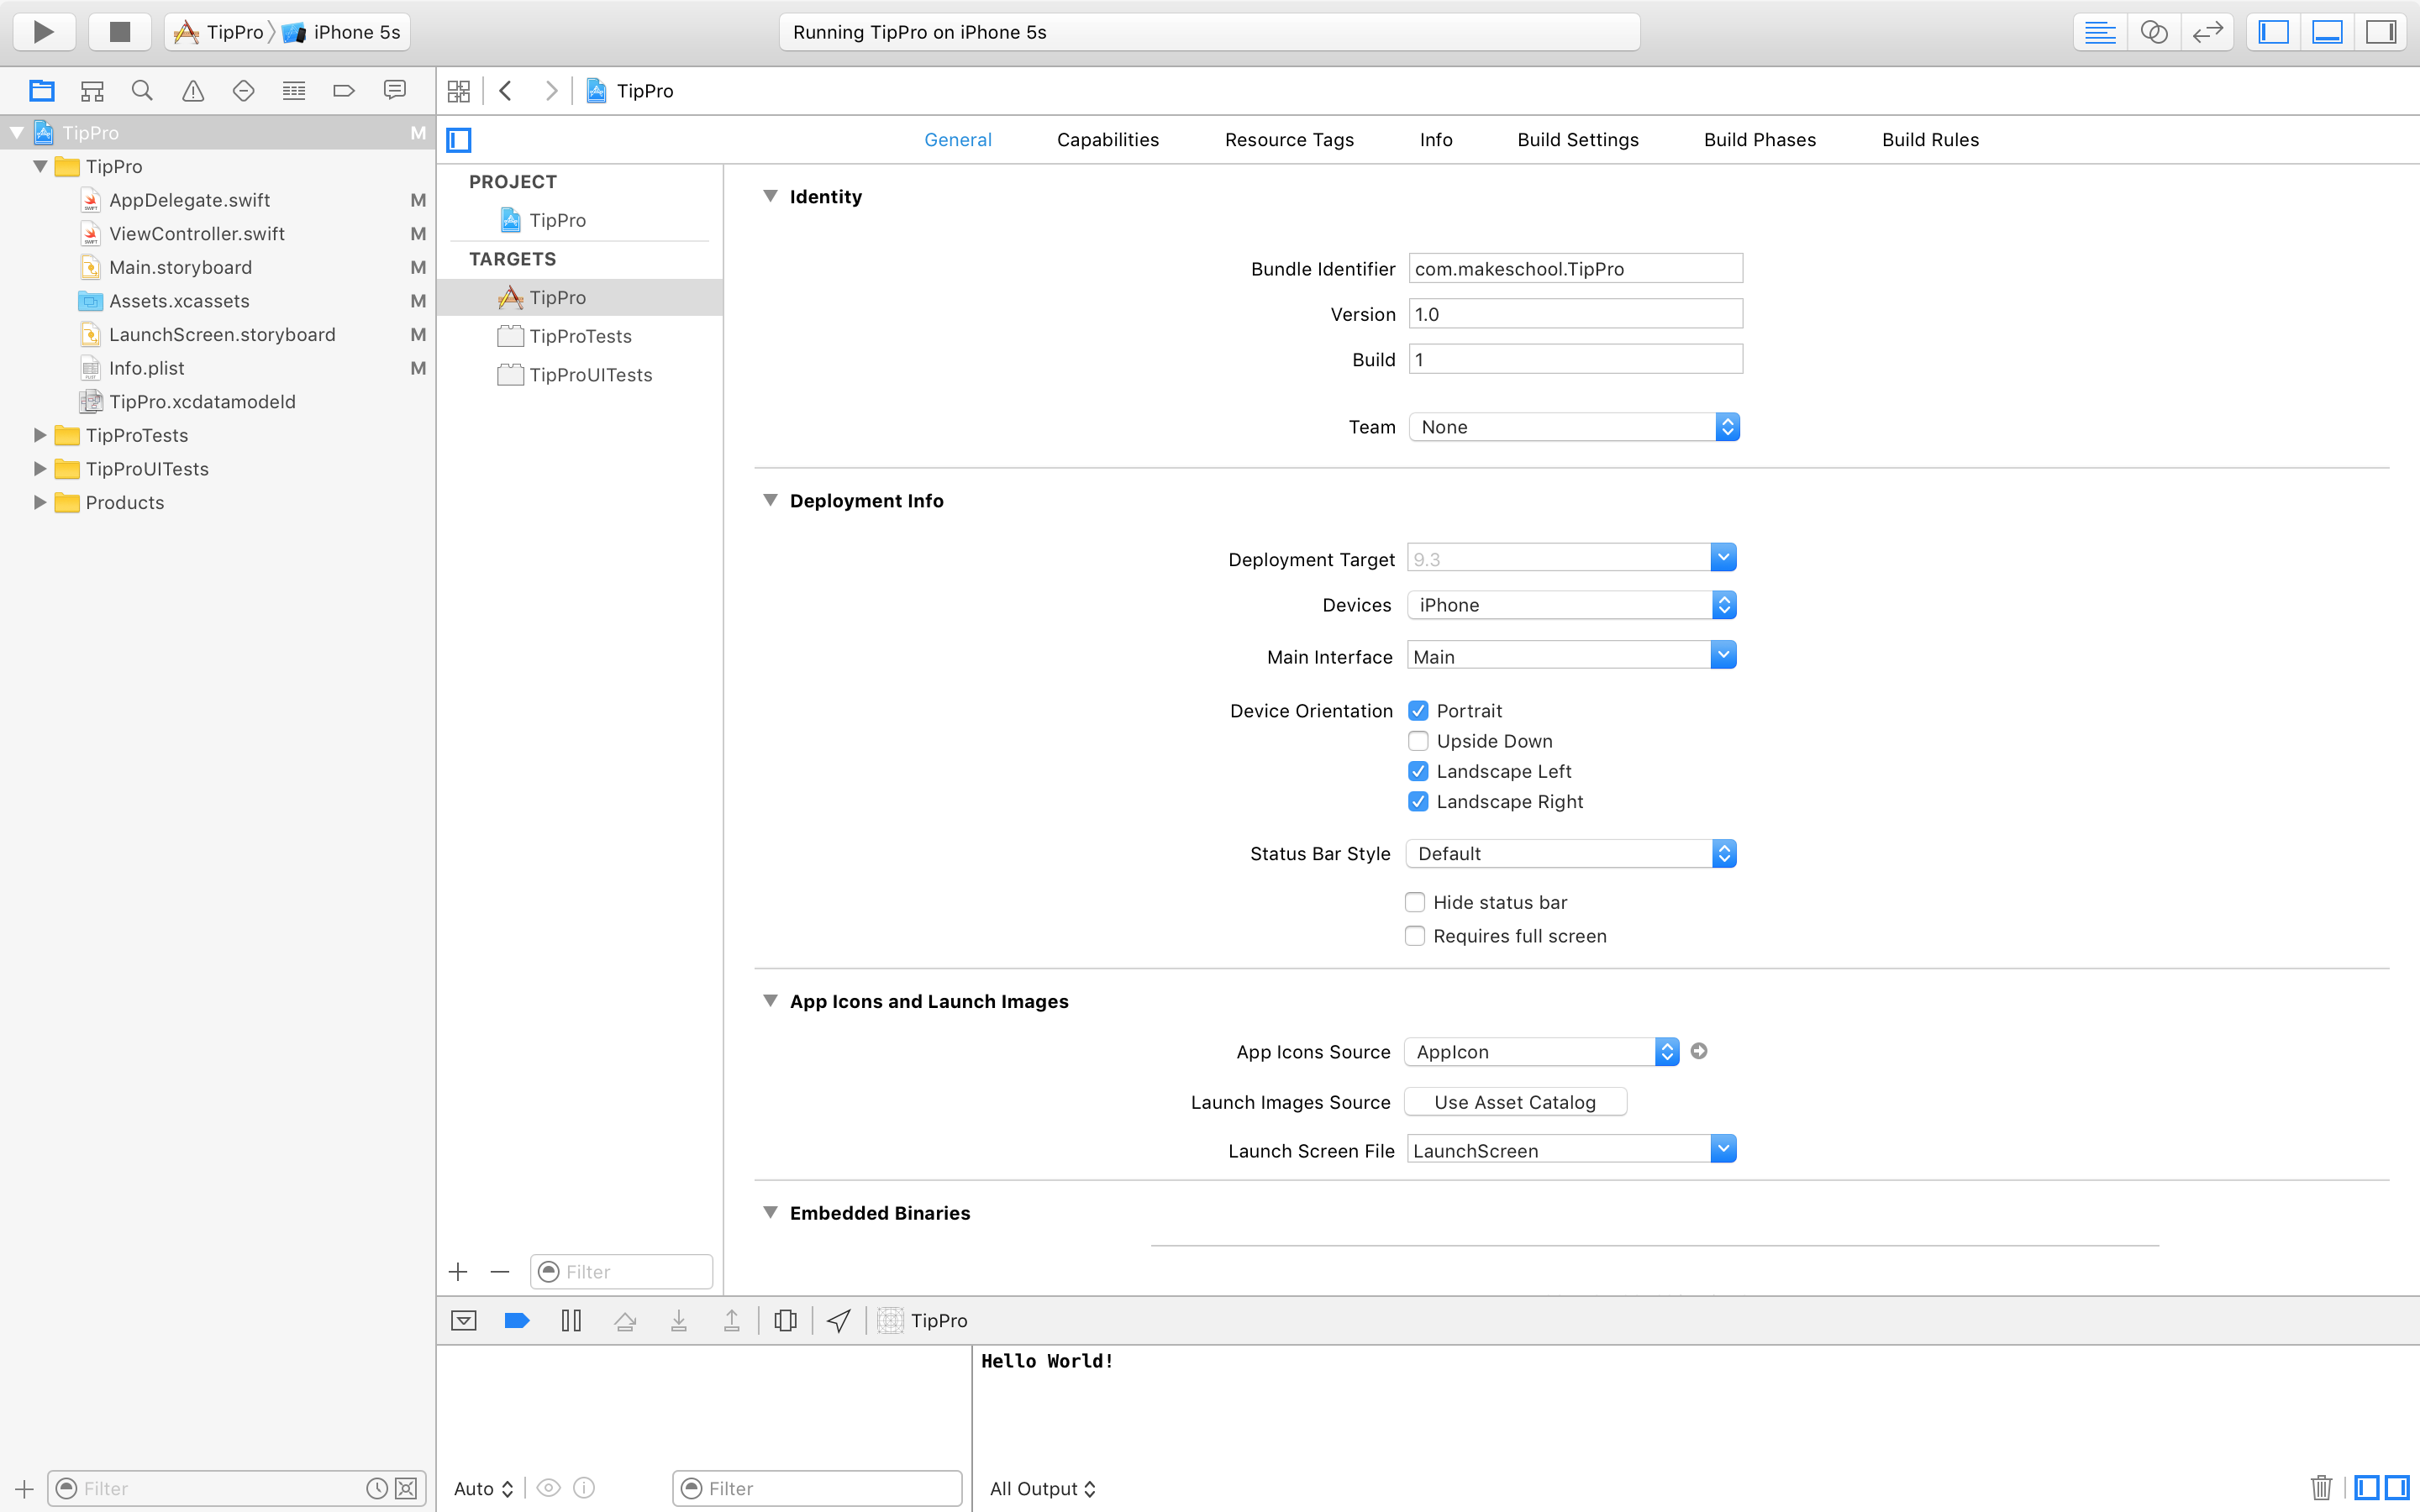 TipPro iPhone 5s
Running TipPro on iPhone 5s
TipPro
TipPro M
TipPro
AppDelegate.swift M
ViewController.swift M
Main.storyboard M
Assets.xcassets M
LaunchScreen.storyboard M
Info.plist M
TipPro.xcdatamodeld
TipProTests
TipProUITests
Products
Filter
General Capabilities Resource Tags Info Build Settings Build Phases Build Rules
PROJECT
TipPro
TARGETS
TipPro
TipProTests
TipProUITests
Filter
Identity
Bundle Identifier com.makeschool.TipPro
Version 1.0
Build 1
Team None
Deployment Info
Deployment Target 9.3
Devices iPhone
Main Interface Main
Device Orientation Portrait
Upside Down
Landscape Left
Landscape Right
Status Bar Style Default
Hide status bar
Requires full screen
App Icons and Launch Images
App Icons Source AppIcon
Launch Images Source Use Asset Catalog
Launch Screen File LaunchScreen
Embedded Binaries
TipPro
Hello World!
Auto Filter
All Output